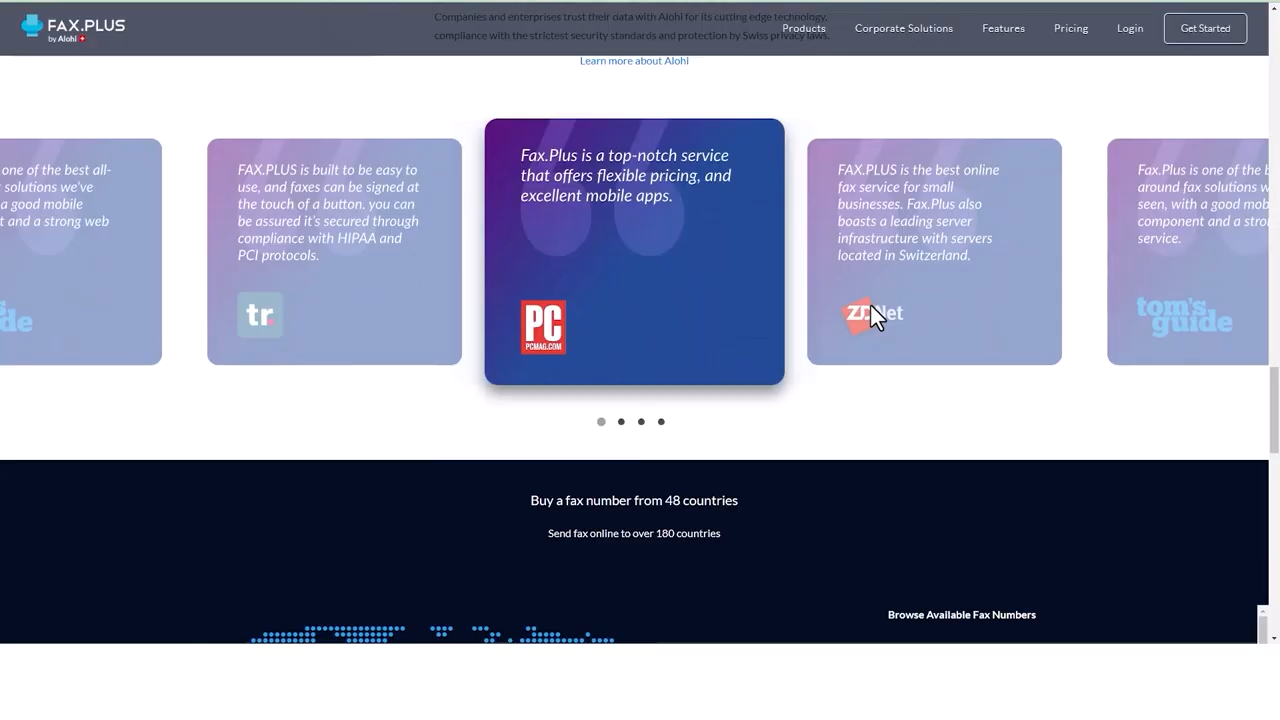 Companies and enterprises trust their data with Alohi for its cutting edge technology,
FAX.PLUS
by Alohi
Products
Corporate Solutions
Features
Pricing
Login
Get Started
compliance with the strictest security standards and protection by Swiss privacy laws.
Learn more about Alohi
one of the best all-
solutions we've
a good mobile
t and a strong web
de
FAX.PLUS is built to be easy to
use, and faxes can be signed at
the touch of a button. you can
be assured it's secured through
compliance with HIPAA and
PCI protocols.
tr.
Fax.Plus is a top-notch service
that offers flexible pricing, and
excellent mobile apps.
PC
PCMAG.COM
FAX.PLUS is the best online
fax service for small
businesses. Fax.Plus also
boasts a leading server
infrastructure with servers
located in Switzerland.
ZDNet
Fax.Plus is one of the b
around fax solutions w
seen, with a good mob
component and a stro
service.
tom's
guide
Buy a fax number from 48 countries
Send fax online to over 180 countries
Browse Available Fax Numbers